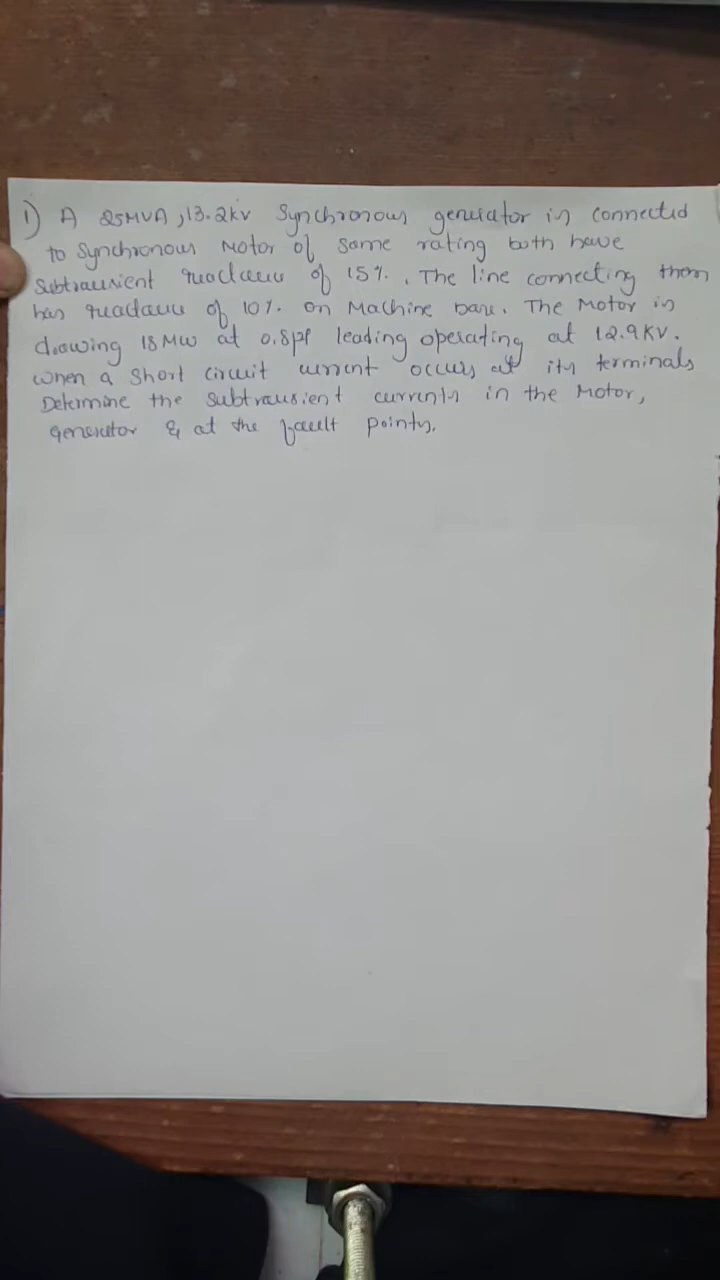 1) A 25MVA, 13.2kv Synchronous generator is connected
to Synchronous Motor of Same rating both have
Subtransient reactance of 15%. The line connecting them
has reactance of 10% on Machine base. The Motor is
drawing 15 MW at 0.8pf leading operating at 12.9KV.
When a Short circuit current occurs at its terminals
Determine the Subtransient currents in the Motor,
generator & at the fault points.